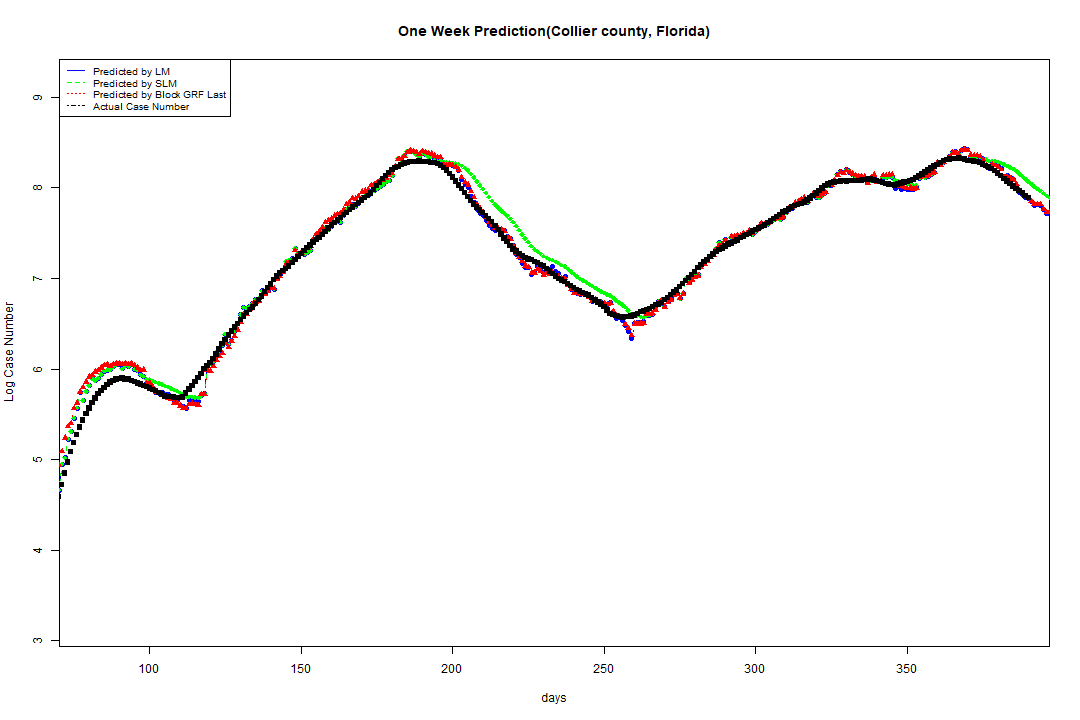 One Week Prediction(Collier county, Florida)
Predicted by LM
Predicted by SLM
Predicted by Block GRF Last
Actual Case Number
9
8
7
6
5
4
3
Log Case Number
100 150 200 250 300 350
days